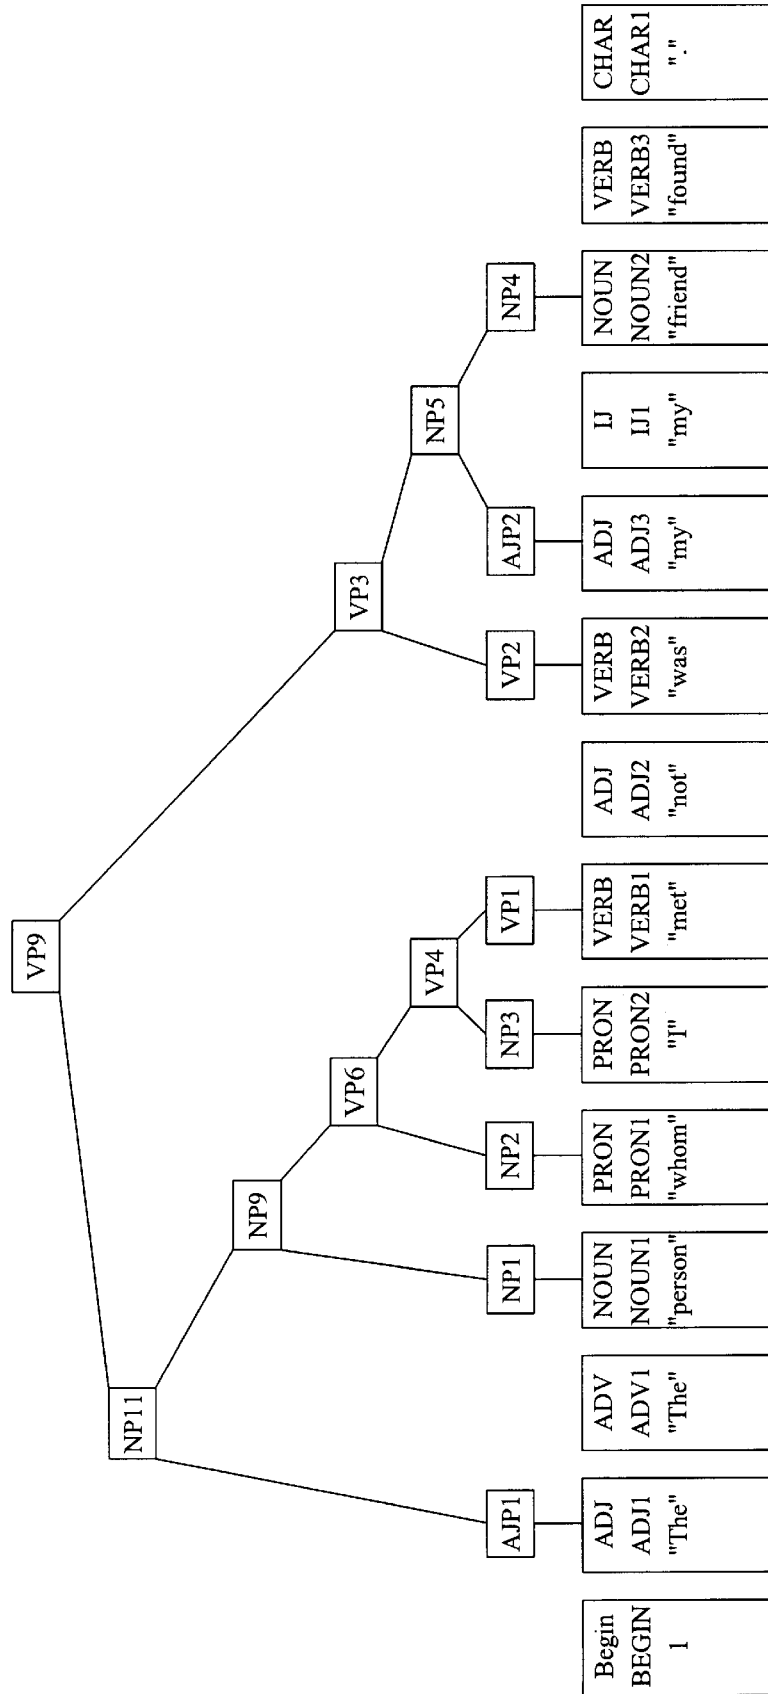 VP9
NP11
NP9
VP6
VP3
VP4
NP5
AJP1
NP1
NP2
NP3
VP1
VP2
AJP2
NP4
Begin
BEGIN
1
ADJ
ADJ1
"The"
ADV
ADV1
"The"
NOUN
NOUN1
"person"
PRON
PRON1
"whom"
PRON
PRON2
"I"
VERB
VERB1
"met"
ADJ
ADJ2
"not"
VERB
VERB2
"was"
ADJ
ADJ3
"my"
IJ
IJ1
"my"
NOUN
NOUN2
"friend"
VERB
VERB3
"found"
CHAR
CHAR1
"."